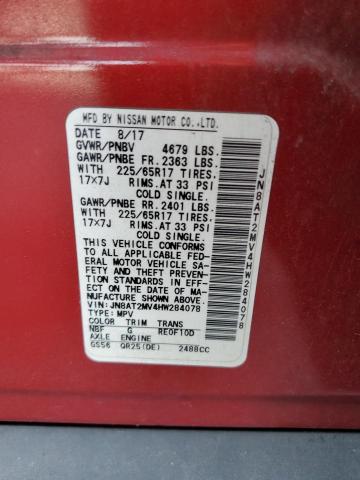 MFD BY NISSAN MOTOR CO.,LTD.
DATE 8/17
GVWR/PNBV 4679 LBS.
GAWR/PNBE FR. 2363 LBS.
WITH 225/65R17 TIRES.
17X7J RIMS.AT 33 PSI
COLD SINGLE.
GAWR/PNBE RR. 2401 LBS.
WITH 225/65R17 TIRES.
17X7J RIMS.AT 33 PSI
COLD SINGLE.
THIS VEHICLE CONFORMS
TO ALL APPLICABLE FED-
ERAL MOTOR VEHICLE SA-
FETY AND THEFT PREVEN-
TION STANDARDS IN EFF-
ECT ON THE DATE OF
MANUFACTURE SHOWN ABOVE.
VIN:JN8AT2MV4HW284078
TYPE:MPV
COLOR TRIM TRANS
NBF G RE0F10D
AXLE ENGINE
GS56 QR25(DE) 2488CC
JN8AT2MV4HW284078